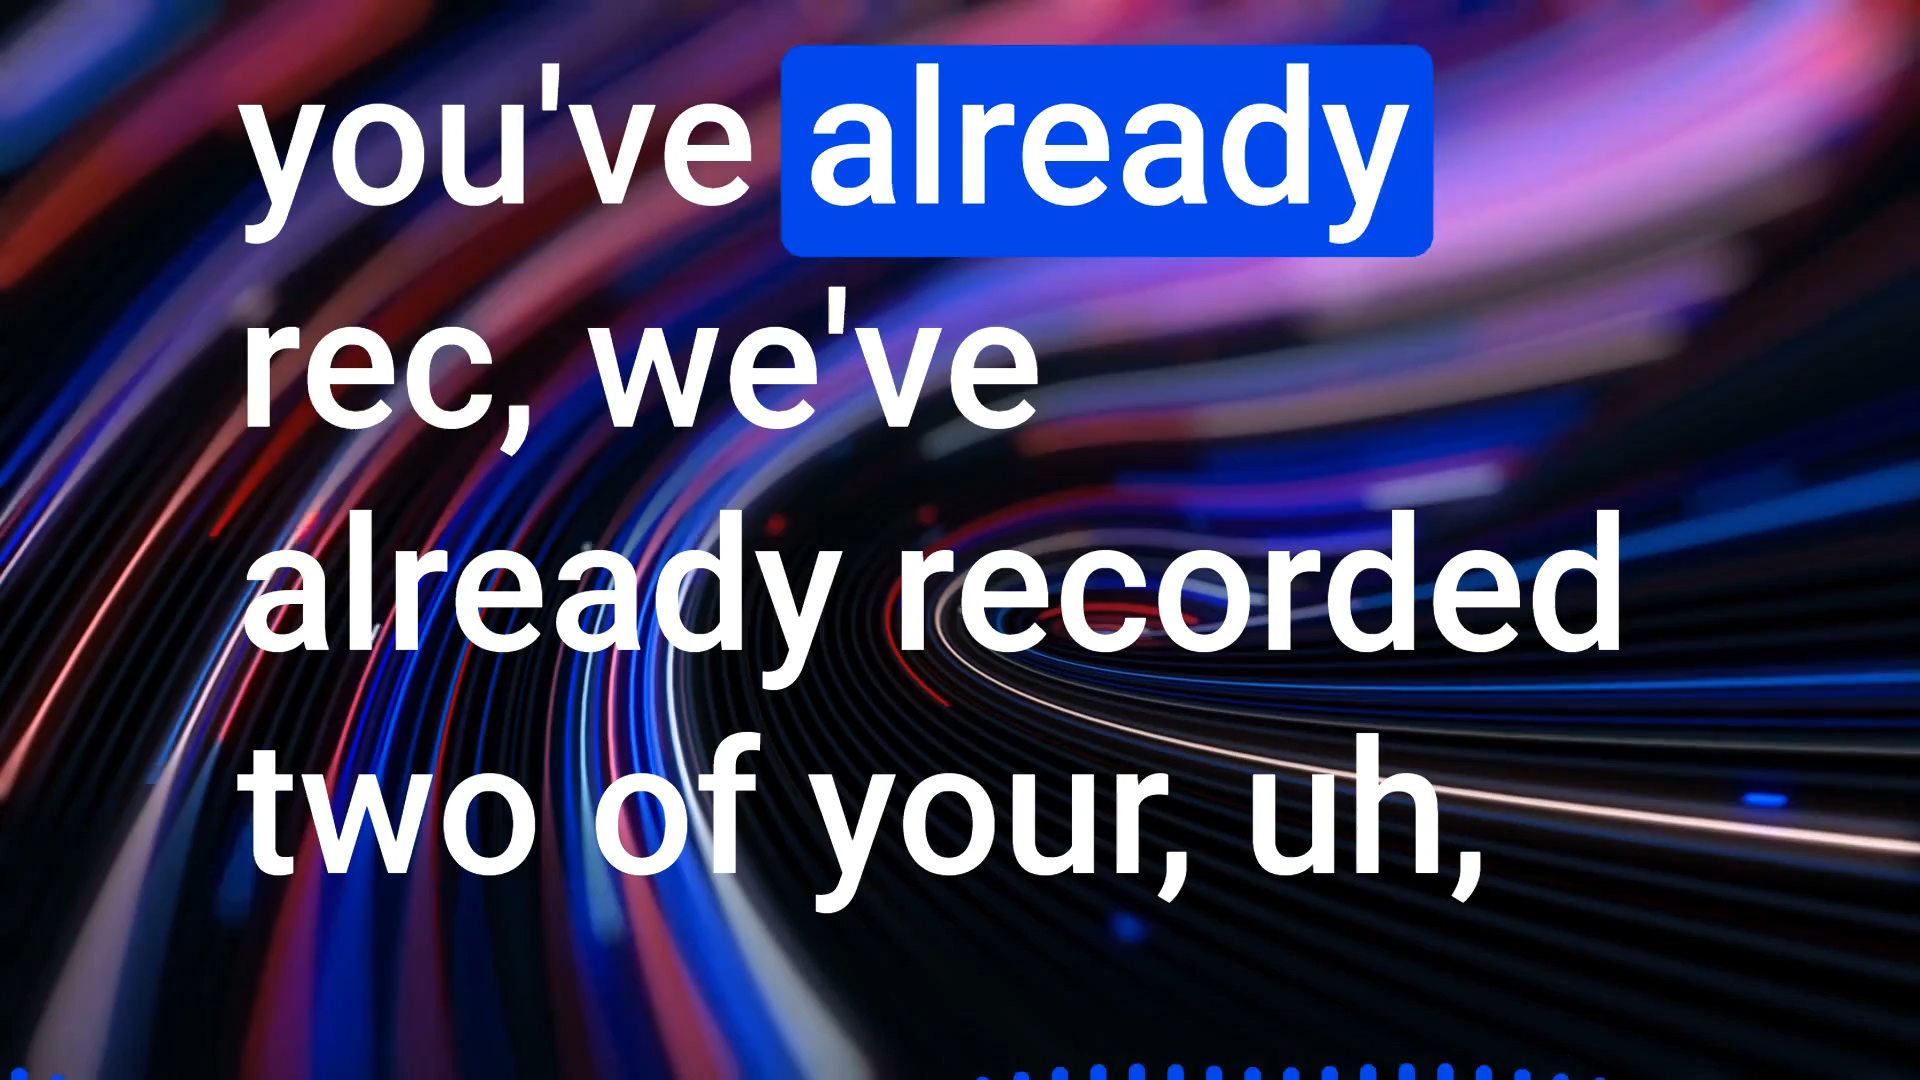 you've already
rec, we've
already recorded
two of your, uh,